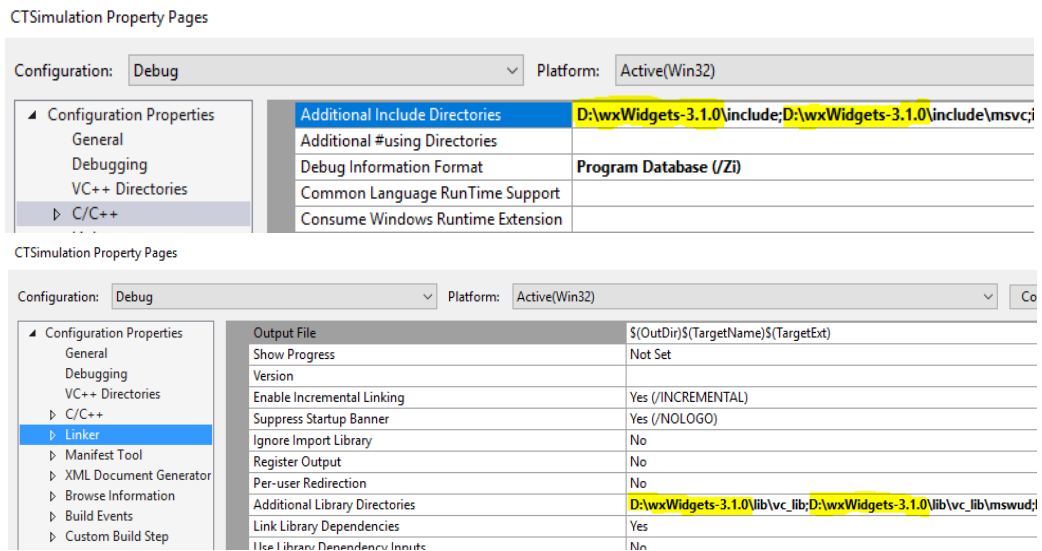 CTSimulation Property Pages
Configuration: Debug Platform: Active(Win32)
Configuration Properties
General
Debugging
VC++ Directories
C/C++
Additional Include Directories D:\wxWidgets-3.1.0\include;D:\wxWidgets-3.1.0\include\msvc;i
Additional #using Directories
Debug Information Format Program Database (/Zi)
Common Language RunTime Support
Consume Windows Runtime Extension
CTSimulation Property Pages
Configuration: Debug Platform: Active(Win32) Co
Configuration Properties
General
Debugging
VC++ Directories
C/C++
Linker
Manifest Tool
XML Document Generator
Browse Information
Build Events
Custom Build Step
Output File $(OutDir)$(TargetName)$(TargetExt)
Show Progress Not Set
Version
Enable Incremental Linking Yes (/INCREMENTAL)
Suppress Startup Banner Yes (/NOLOGO)
Ignore Import Library No
Register Output No
Per-user Redirection No
Additional Library Directories D:\wxWidgets-3.1.0\lib\vc_lib;D:\wxWidgets-3.1.0\lib\vc_lib\mswud;
Link Library Dependencies Yes
Use Library Dependency Inputs No